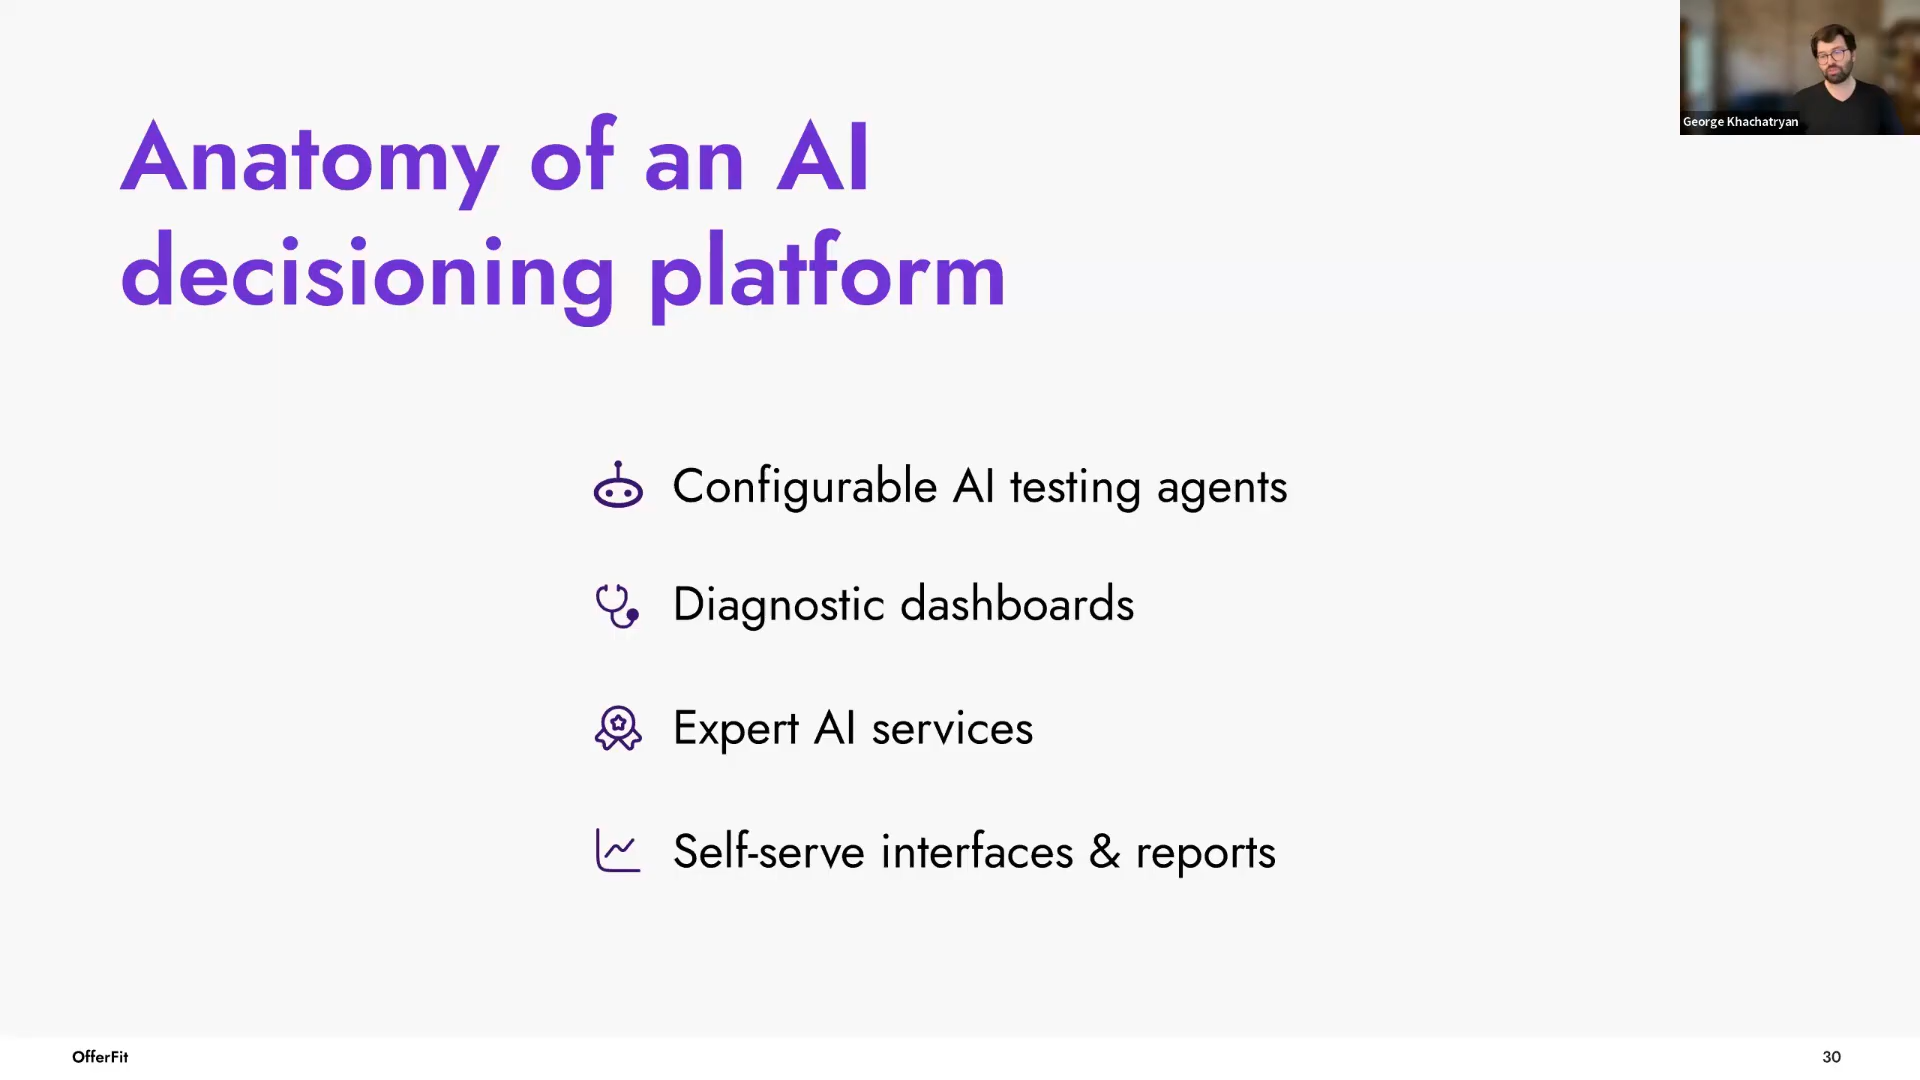 George Khachatryan
Anatomy of an AI
decisioning platform
Configurable AI testing agents
Diagnostic dashboards
Expert AI services
Self-serve interfaces & reports
OfferFit
30